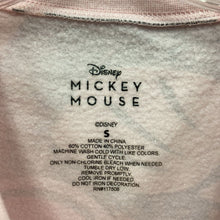 Disney
MICKEY
MOUSE
©DISNEY
S
MADE IN CHINA
60% COTTON 40% POLYESTER
MACHINE WASH COLD WITH LIKE COLORS.
GENTLE CYCLE.
ONLY NON-CHLORINE BLEACH WHEN NEEDED.
TUMBLE DRY LOW.
REMOVE PROMPTLY.
COOL IRON IF NEEDED.
DO NOT IRON DECORATION.
RN#117508